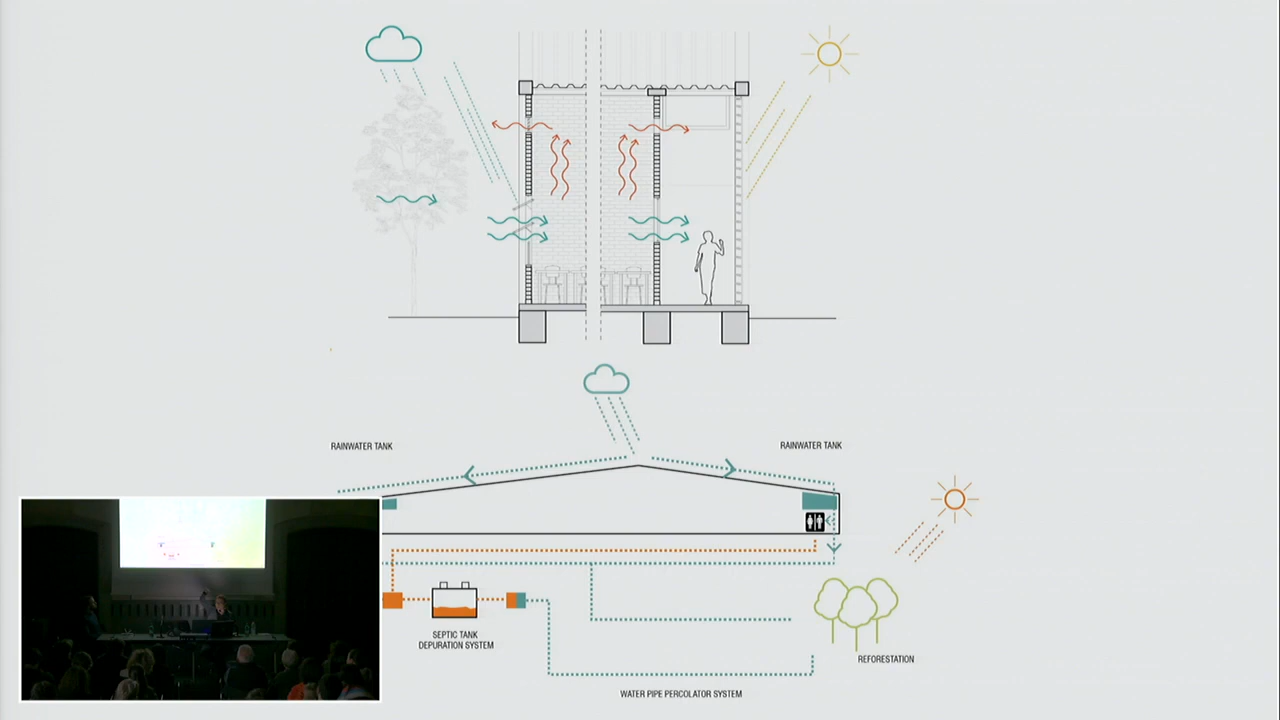 RAINWATER TANK
RAINWATER TANK
SEPTIC TANK
DEPURATION SYSTEM
REFORESTATION
WATER PIPE PERCOLATOR SYSTEM